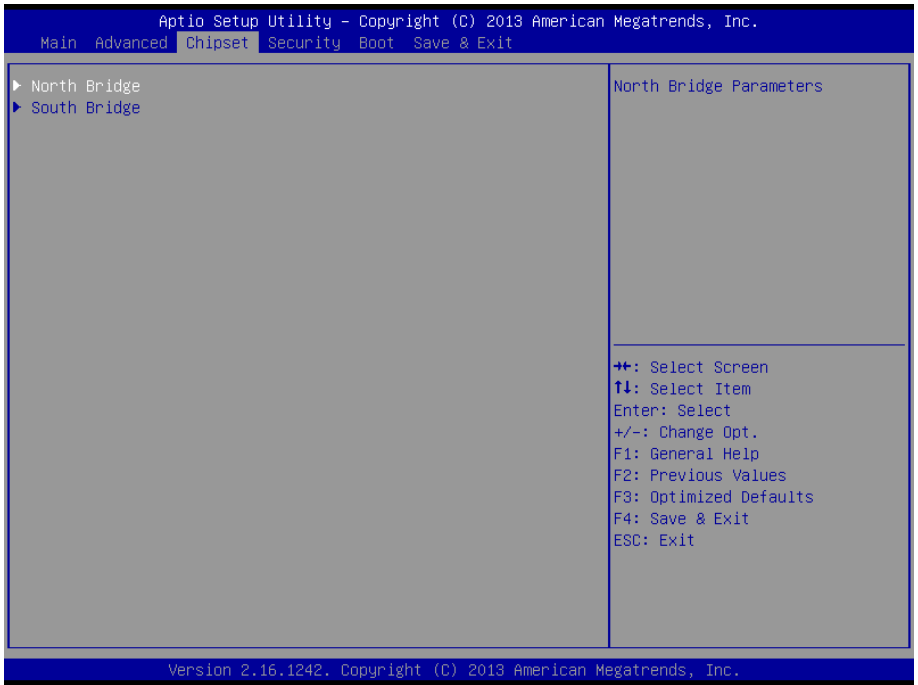 Aptio Setup Utility – Copyright (C) 2013 American Megatrends, Inc.
Main Advanced Chipset Security Boot Save & Exit
▶ North Bridge
▶ South Bridge
North Bridge Parameters
→←: Select Screen
↑↓: Select Item
Enter: Select
+/-: Change Opt.
F1: General Help
F2: Previous Values
F3: Optimized Defaults
F4: Save & Exit
ESC: Exit
Version 2.16.1242. Copyright (C) 2013 American Megatrends, Inc.